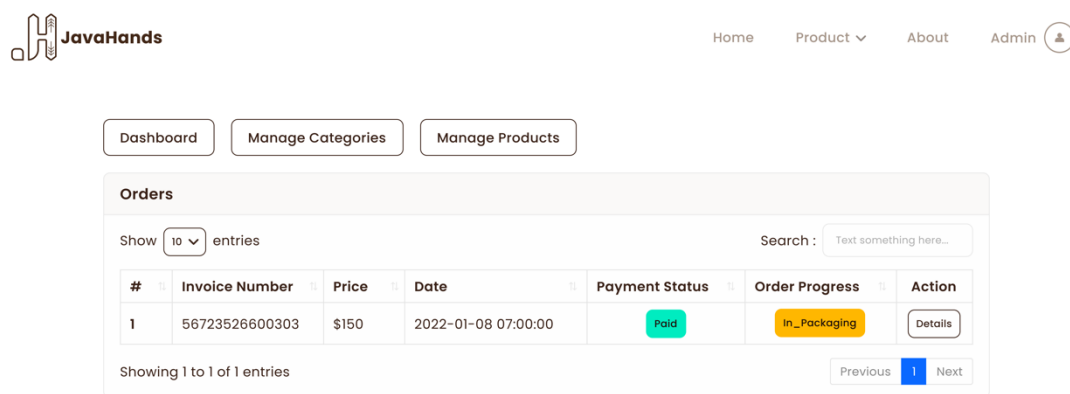 JavaHands Home Product About Admin
Dashboard Manage Categories Manage Products
Orders
Show 10 entries Search : Text something here...
# Invoice Number Price Date Payment Status Order Progress Action
1 56723526600303 $150 2022-01-08 07:00:00 Paid In_Packaging Details
Showing 1 to 1 of 1 entries Previous 1 Next